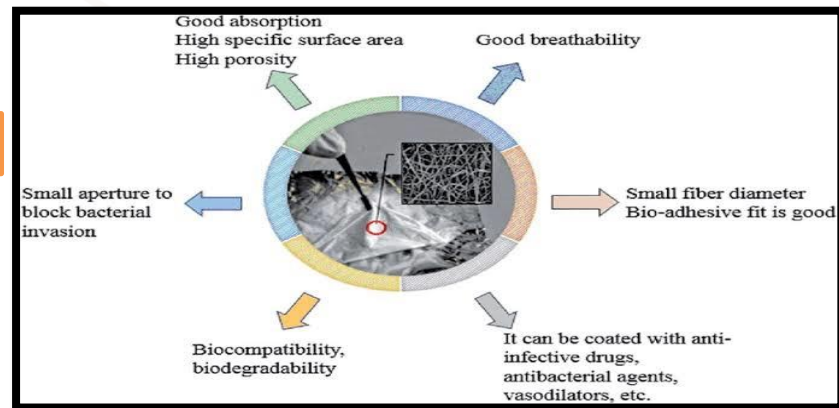 Good absorption
High specific surface area
High porosity
Good breathability
Small aperture to
block bacterial
invasion
Small fiber diameter
Bio-adhesive fit is good
Biocompatibility,
biodegradability
It can be coated with anti-
infective drugs,
antibacterial agents,
vasodilators, etc.